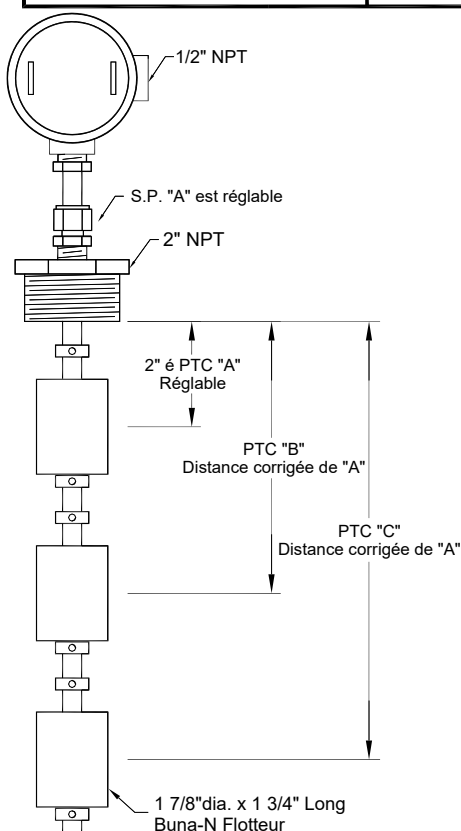 1/2" NPT
S.P. "A" est réglable
2" NPT
2" é PTC "A"
Réglable
PTC "B"
Distance corrigée de "A"
PTC "C"
Distance corrigée de "A"
1 7/8"dia. x 1 3/4" Long
Buna-N Flotteur